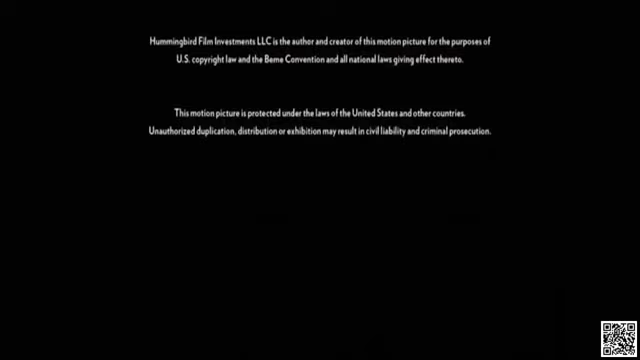 Hummingbird Film Investments LLC is the author and creator of this motion picture for the purposes of
U.S. copyright law and the Berne Convention and all national laws giving effect thereto.
This motion picture is protected under the laws of the United States and other countries.
Unauthorized duplication, distribution or exhibition may result in civil liability and criminal prosecution.